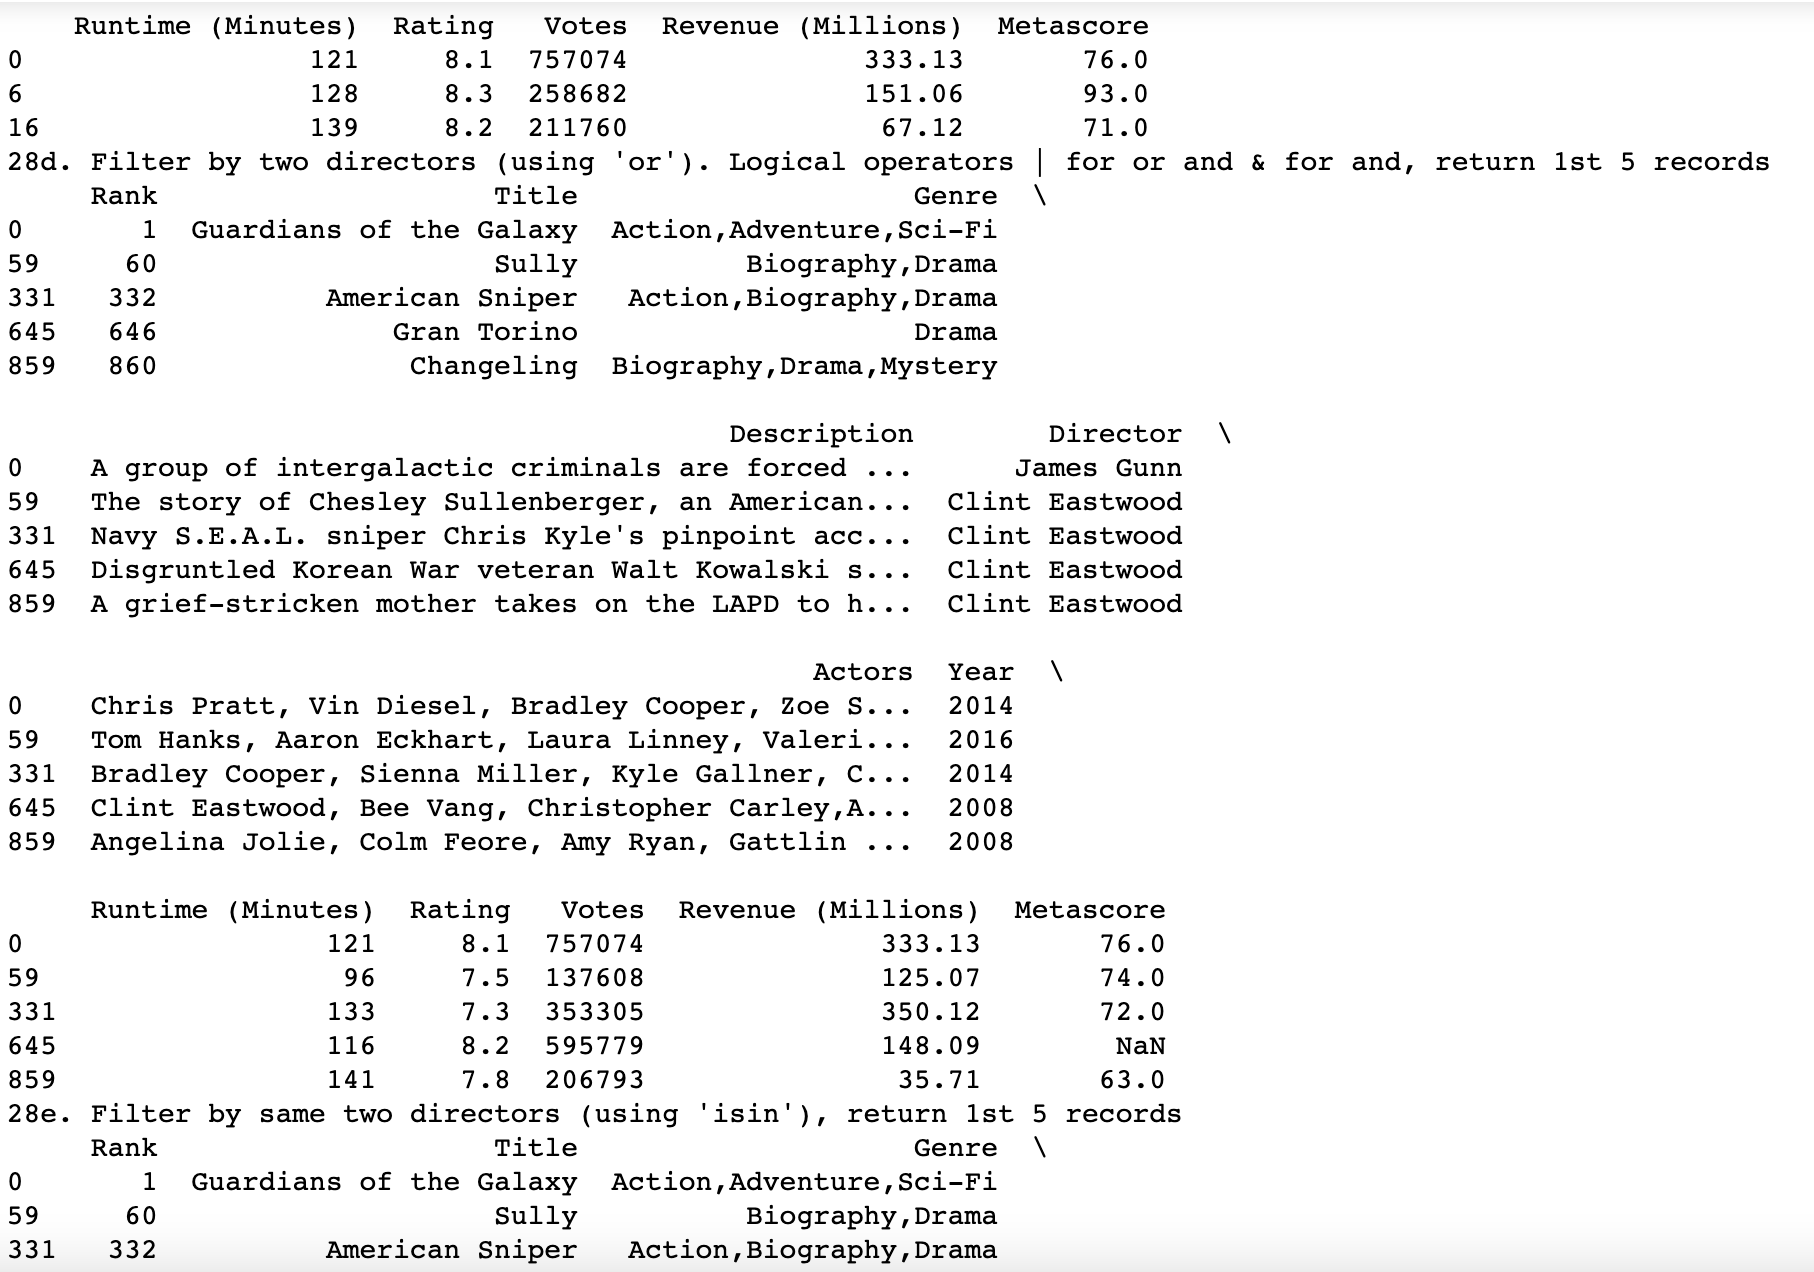 Runtime (Minutes)  Rating   Votes  Revenue (Millions)  Metascore
0                 121     8.1  757074              333.13       76.0
6                 128     8.3  258682              151.06       93.0
16                139     8.2  211760               67.12       71.0
28d. Filter by two directors (using 'or'). Logical operators | for or and & for and, return 1st 5 records
     Rank                    Title                    Genre  \
0       1  Guardians of the Galaxy  Action,Adventure,Sci-Fi
59     60                    Sully          Biography,Drama
331   332          American Sniper   Action,Biography,Drama
645   646              Gran Torino                    Drama
859   860               Changeling  Biography,Drama,Mystery

                                           Description        Director  \
0    A group of intergalactic criminals are forced ...      James Gunn
59   The story of Chesley Sullenberger, an American...  Clint Eastwood
331  Navy S.E.A.L. sniper Chris Kyle's pinpoint acc...  Clint Eastwood
645  Disgruntled Korean War veteran Walt Kowalski s...  Clint Eastwood
859  A grief-stricken mother takes on the LAPD to h...  Clint Eastwood

                                                Actors  Year  \
0    Chris Pratt, Vin Diesel, Bradley Cooper, Zoe S...  2014
59   Tom Hanks, Aaron Eckhart, Laura Linney, Valeri...  2016
331  Bradley Cooper, Sienna Miller, Kyle Gallner, C...  2014
645  Clint Eastwood, Bee Vang, Christopher Carley,A...  2008
859  Angelina Jolie, Colm Feore, Amy Ryan, Gattlin ...  2008

     Runtime (Minutes)  Rating   Votes  Revenue (Millions)  Metascore
0                  121     8.1  757074              333.13       76.0
59                  96     7.5  137608              125.07       74.0
331                133     7.3  353305              350.12       72.0
645                116     8.2  595779              148.09        NaN
859                141     7.8  206793               35.71       63.0
28e. Filter by same two directors (using 'isin'), return 1st 5 records
     Rank                    Title                    Genre  \
0       1  Guardians of the Galaxy  Action,Adventure,Sci-Fi
59     60                    Sully          Biography,Drama
331   332          American Sniper   Action,Biography,Drama